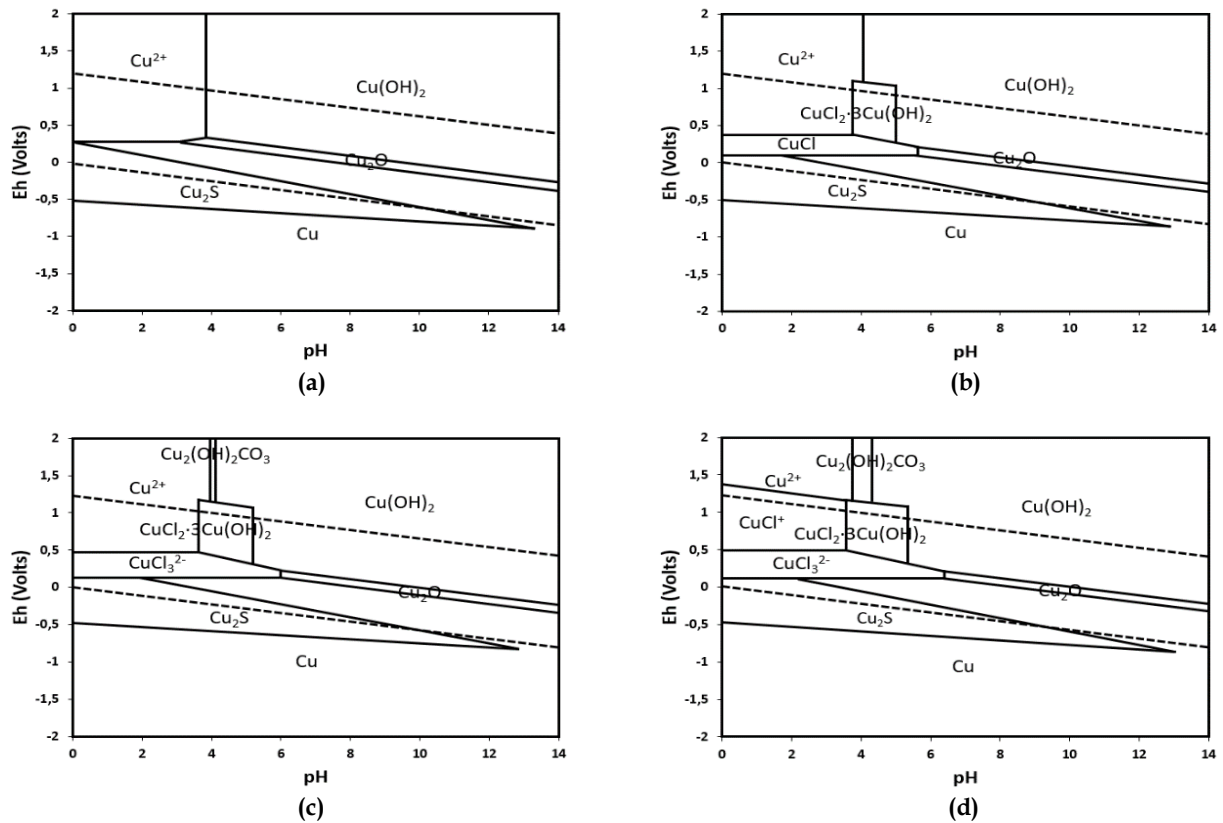 2
1,5
1
0,5
0
-0,5
-1
-1,5
-2
Eh (Volts)
Cu²⁺
Cu(OH)₂
Cu₂O
Cu₂S
Cu
0 2 4 6 8 10 12 14
pH
(a)
2
1,5
1
0,5
0
-0,5
-1
-1,5
-2
Eh (Volts)
Cu²⁺
Cu(OH)₂
CuCl₂·3Cu(OH)₂
CuCl
Cu₂O
Cu₂S
Cu
0 2 4 6 8 10 12 14
pH
(b)
2
1,5
1
0,5
0
-0,5
-1
-1,5
-2
Eh (Volts)
Cu₂(OH)₂CO₃
Cu²⁺
Cu(OH)₂
CuCl₂·3Cu(OH)₂
CuCl₃²⁻
Cu₂O
Cu₂S
Cu
0 2 4 6 8 10 12 14
pH
(c)
2
1,5
1
0,5
0
-0,5
-1
-1,5
-2
Eh (Volts)
Cu₂(OH)₂CO₃
Cu²⁺
Cu(OH)₂
CuCl⁺
CuCl₂·3Cu(OH)₂
CuCl₃²⁻
Cu₂O
Cu₂S
Cu
0 2 4 6 8 10 12 14
pH
(d)